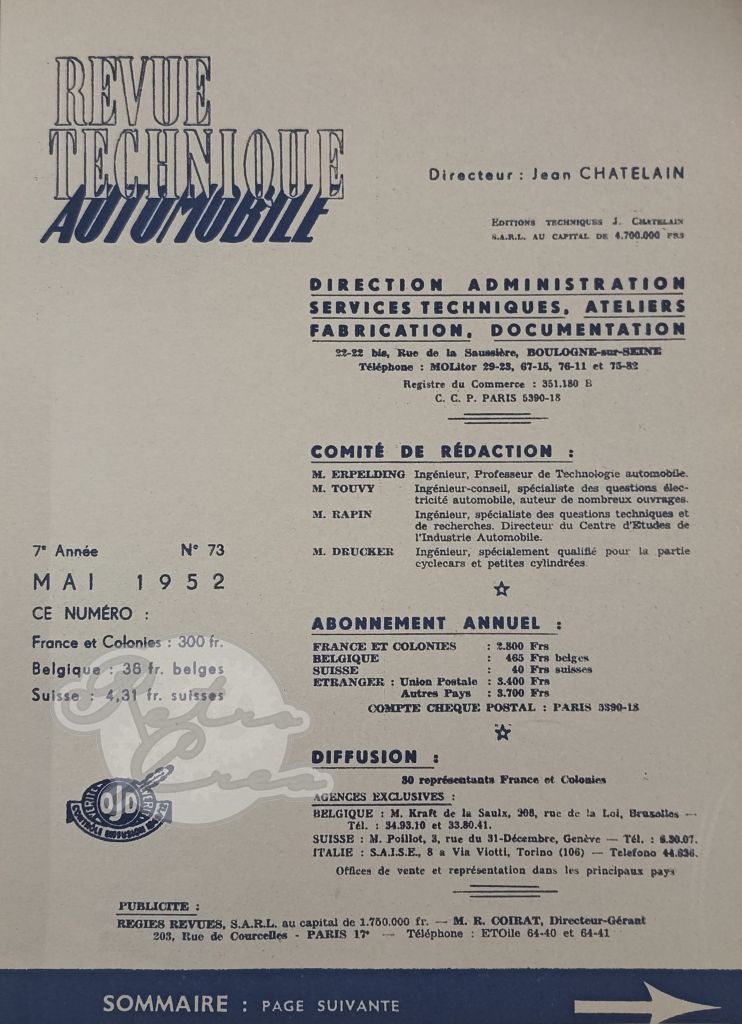 REVUE
TECHNIQUE
AUTOMOBILE
Directeur : Jean CHATELAIN
EDITIONS TECHNIQUES J. CHATELAIN
S.A.R.L. AU CAPITAL DE 4.700.000 FRS
DIRECTION ADMINISTRATION
SERVICES TECHNIQUES, ATELIERS
FABRICATION, DOCUMENTATION
22-22 bis, Rue de la Saussière, BOULOGNE-sur-SEINE
Téléphone : MOLitor 29-23, 67-15, 76-11 et 75-82
Registre du Commerce : 351.180 B
C. C. P. PARIS 5390-18
COMITÉ DE RÉDACTION :
M. ERPELDING Ingénieur, Professeur de Technologie automobile.
M. TOUVY Ingénieur-conseil, spécialiste des questions élec-
tricité automobile, auteur de nombreux ouvrages.
M. RAPIN Ingénieur, spécialiste des questions techniques et
de recherches. Directeur du Centre d'Etudes de
l'Industrie Automobile.
M. DRUCKER Ingénieur, spécialement qualifié pour la partie
cyclecars et petites cylindrées.
7e Année N° 73
MAI 1952
CE NUMÉRO :
France et Colonies : 300 fr.
Belgique : 38 fr. belges
Suisse : 4,31 fr. suisses
Retro
Crea
ABONNEMENT ANNUEL :
FRANCE ET COLONIES : 2.800 Frs
BELGIQUE : 465 Frs belges
SUISSE : 40 Frs suisses
ETRANGER : Union Postale : 3.400 Frs
Autres Pays : 3.700 Frs
COMPTE CHEQUE POSTAL : PARIS 5390-18
OJD
VERITE
CONTROLE DIFFUSION
DIFFUSION :
80 représentants France et Colonies
AGENCES EXCLUSIVES :
BELGIQUE : M. Kraft de la Saulx, 208, rue de la Loi, Bruxelles —
Tél. : 34.93.10 et 33.80.41.
SUISSE : M. Poillot, 3, rue du 31-Décembre, Genève — Tél. : 6.30.07.
ITALIE : S.A.I.S.E., 8 a Via Viotti, Torino (106) — Telefono 44.636.
Offices de vente et représentation dans les principaux pays
PUBLICITE :
REGIES REVUES, S.A.R.L. au capital de 1.750.000 fr. — M. R. COIRAT, Directeur-Gérant
203, Rue de Courcelles - PARIS 17e — Téléphone : ETOile 64-40 et 64-41
SOMMAIRE : PAGE SUIVANTE